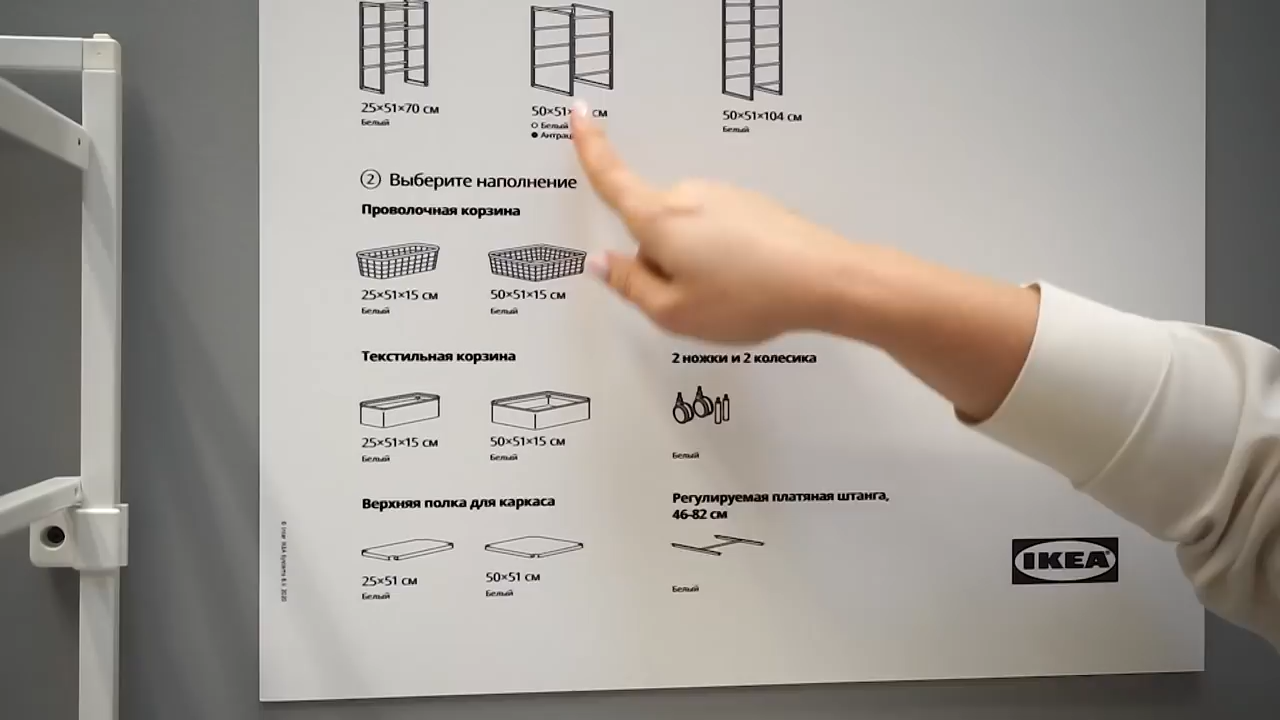 25×51×70 см
Белый
50×51× см
Белый
50×51×104 см
Белый
2 Выберите наполнение
Проволочная корзина
25×51×15 см
Белый
50×51×15 см
Белый
Текстильная корзина
25×51×15 см
Белый
50×51×15 см
Белый
2 ножки и 2 колесика
Белый
Верхняя полка для каркаса
25×51 см
Белый
50×51 см
Белый
Регулируемая платяная штанга,
46-82 см
Белый
IKEA